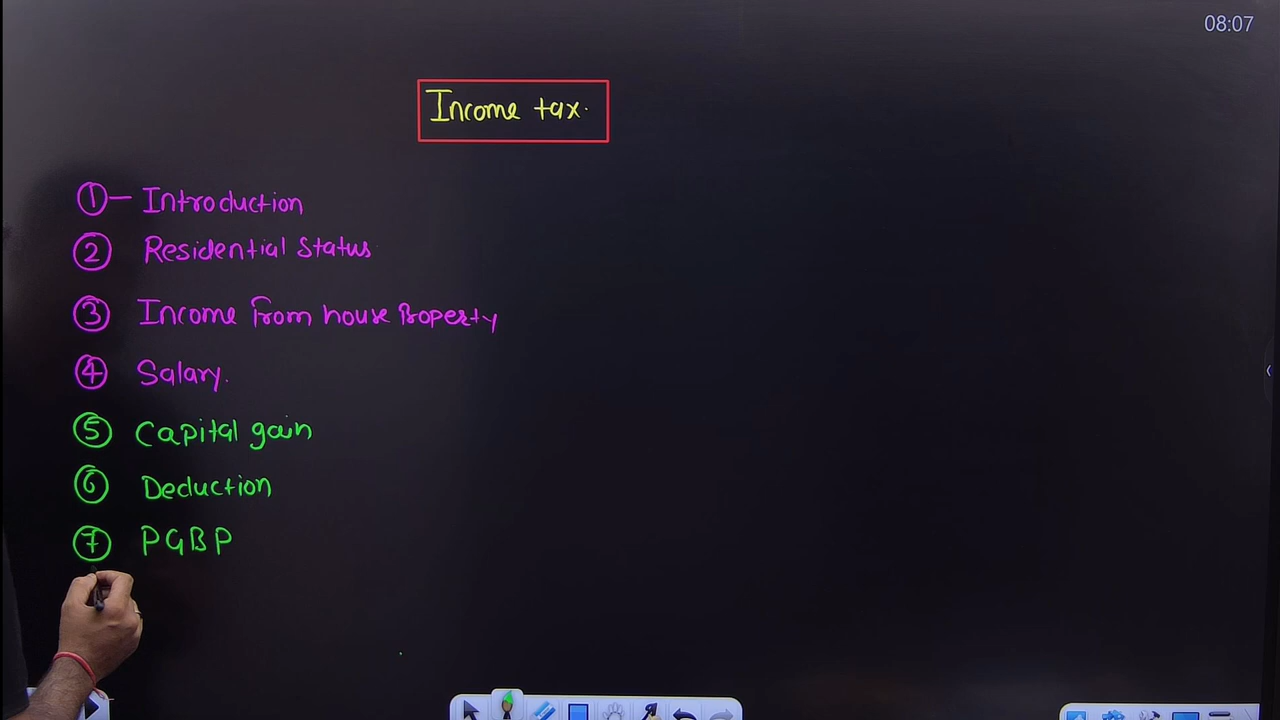 08:07
Income tax.
① — Introduction
② Residential Status
③ Income From house Property
④ Salary.
⑤ Capital gain
⑥ Deduction
⑦ PGBP